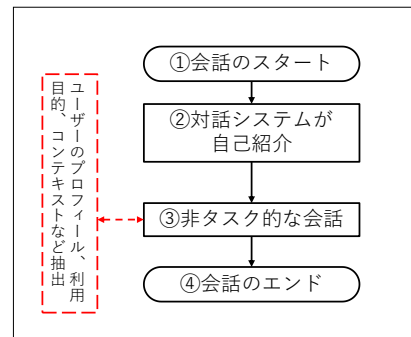 ①会話のスタート
②対話システムが
自己紹介
③非タスク的な会話
④会話のエンド
ユーザーのプロフィール、利用
目的、コンテキストなど抽出